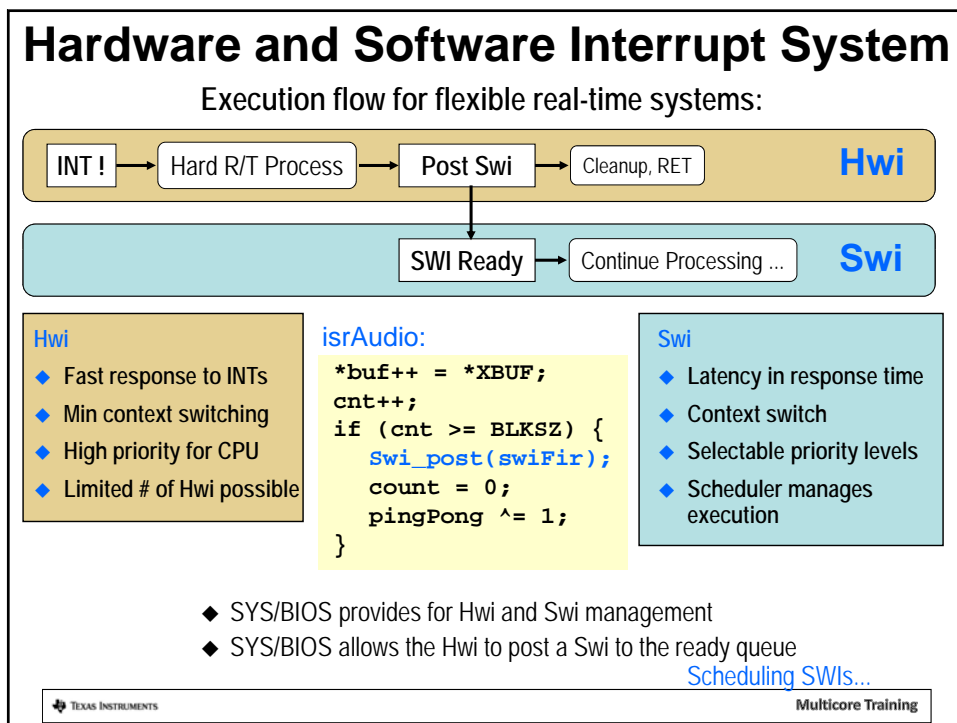 Hardware and Software Interrupt System
Execution flow for flexible real-time systems:
INT !
Hard R/T Process
Post Swi
Cleanup, RET
Hwi
SWI Ready
Continue Processing ...
Swi
Hwi
◆ Fast response to INTs
◆ Min context switching
◆ High priority for CPU
◆ Limited # of Hwi possible
isrAudio:
*buf++ = *XBUF;
cnt++;
if (cnt >= BLKSZ) {
Swi_post(swiFir);
count = 0;
pingPong ^= 1;
}
Swi
◆ Latency in response time
◆ Context switch
◆ Selectable priority levels
◆ Scheduler manages
execution
◆ SYS/BIOS provides for Hwi and Swi management
◆ SYS/BIOS allows the Hwi to post a Swi to the ready queue
Scheduling SWIs...
TEXAS INSTRUMENTS
Multicore Training